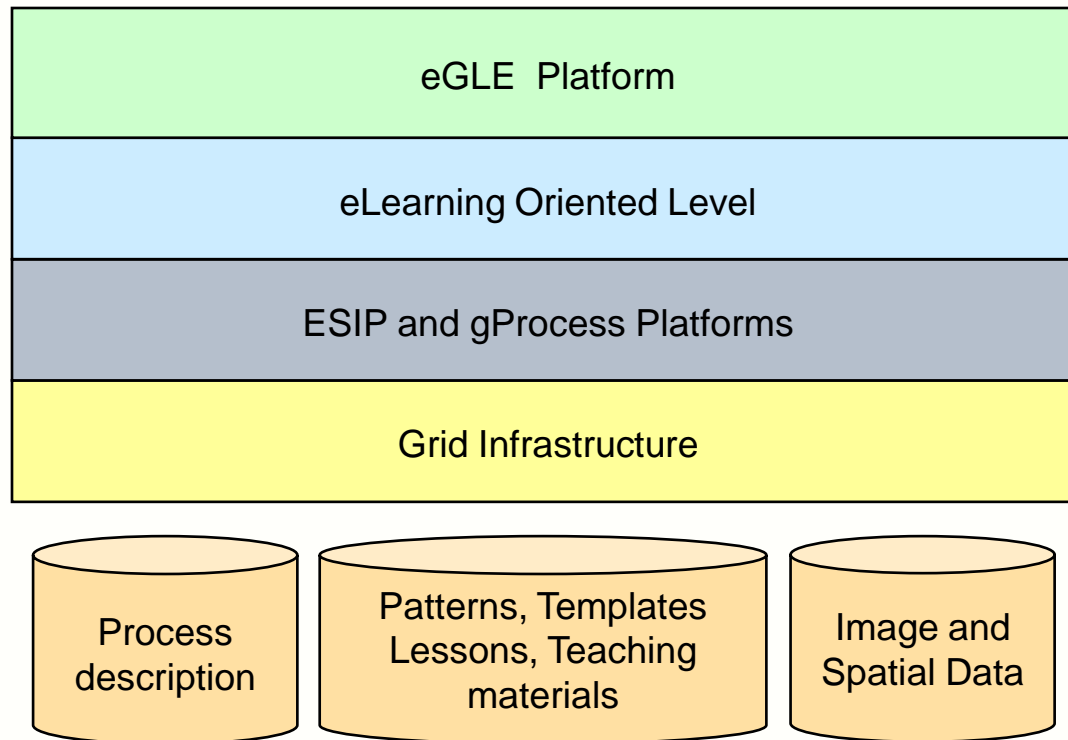 eGLE Platform
eLearning Oriented Level
ESIP and gProcess Platforms
Grid Infrastructure
Process
description
Patterns, Templates
Lessons, Teaching
materials
Image and
Spatial Data